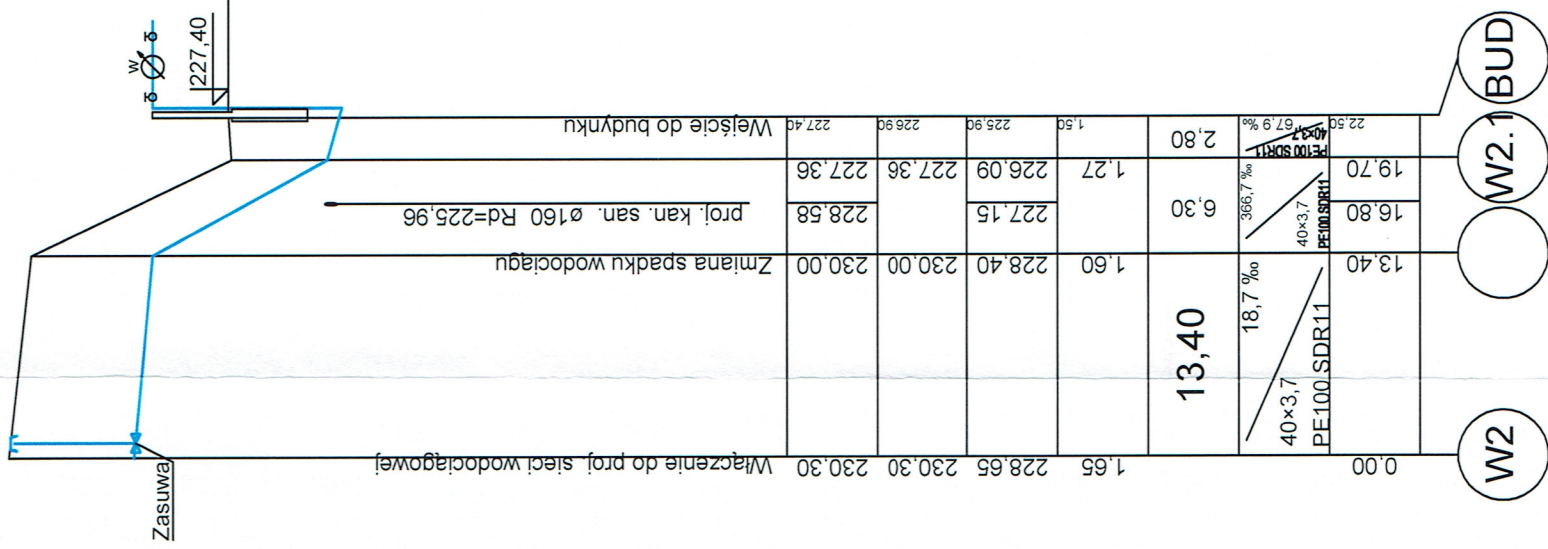 Zasuwa
W
227,40
Włączenie do proj. sieci wodociągowej
Zmiana spadku wodociągu
proj. kan. san. ø160 Rd=225,96
Wejście do budynku
230,30
230,00
228,58
227,36
227,40
230,30
230,00
227,36
226,90
228,65
228,40
227,15
226,09
225,90
1,65
1,60
1,27
1,50
13,40
6,30
2,80
18,7 ‰
40×3,7
PE100 SDR11
366,7 ‰
40×3,7
PE100 SDR11
67,9 ‰
40×3,7
PE100 SDR11
0,00
13,40
16,80
19,70
22,50
W2
W2.1
BUD